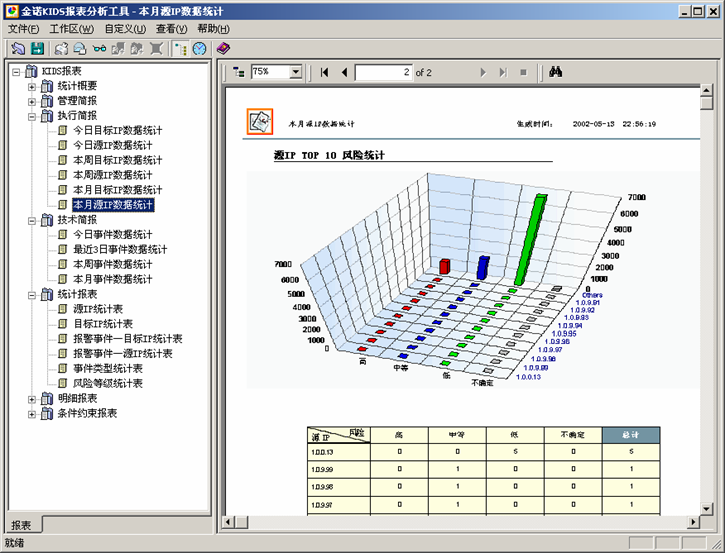 金诺KIDS报表分析工具 - 本月源IP数据统计
文件(F) 工作区(W) 自定义(U) 查看(V) 帮助(H)
75% 2 of 2
KIDS报表
统计概要
管理简报
执行简报
今日目标IP数据统计
今日源IP数据统计
本周目标IP数据统计
本周源IP数据统计
本月目标IP数据统计
本月源IP数据统计
技术简报
今日事件数据统计
最近3日事件数据统计
本周事件数据统计
本月事件数据统计
统计报表
源IP统计表
目标IP统计表
报警事件—目标IP统计表
报警事件—源IP统计表
事件类型统计表
风险等级统计表
明细报表
条件约束报表
报表
就绪
本月源IP数据统计 生成时间: 2002-05-13 22:56:19
源IP TOP 10 风险统计
7000
6000
5000
4000
3000
2000
1000
0
7000
6000
5000
4000
3000
2000
1000
0
Others
1.0.9.91
1.0.9.92
1.0.9.93
1.0.9.94
1.0.9.95
1.0.9.96
1.0.9.97
1.0.9.98
1.0.9.99
1.0.0.13
高 中等 低 不确定
风险
源 IP 高 中等 低 不确定 总计
1.0.0.13 0 0 5 0 5
1.0.9.99 0 1 0 0 1
1.0.9.98 0 1 0 0 1
1.0.9.97 0 1 0 0 1